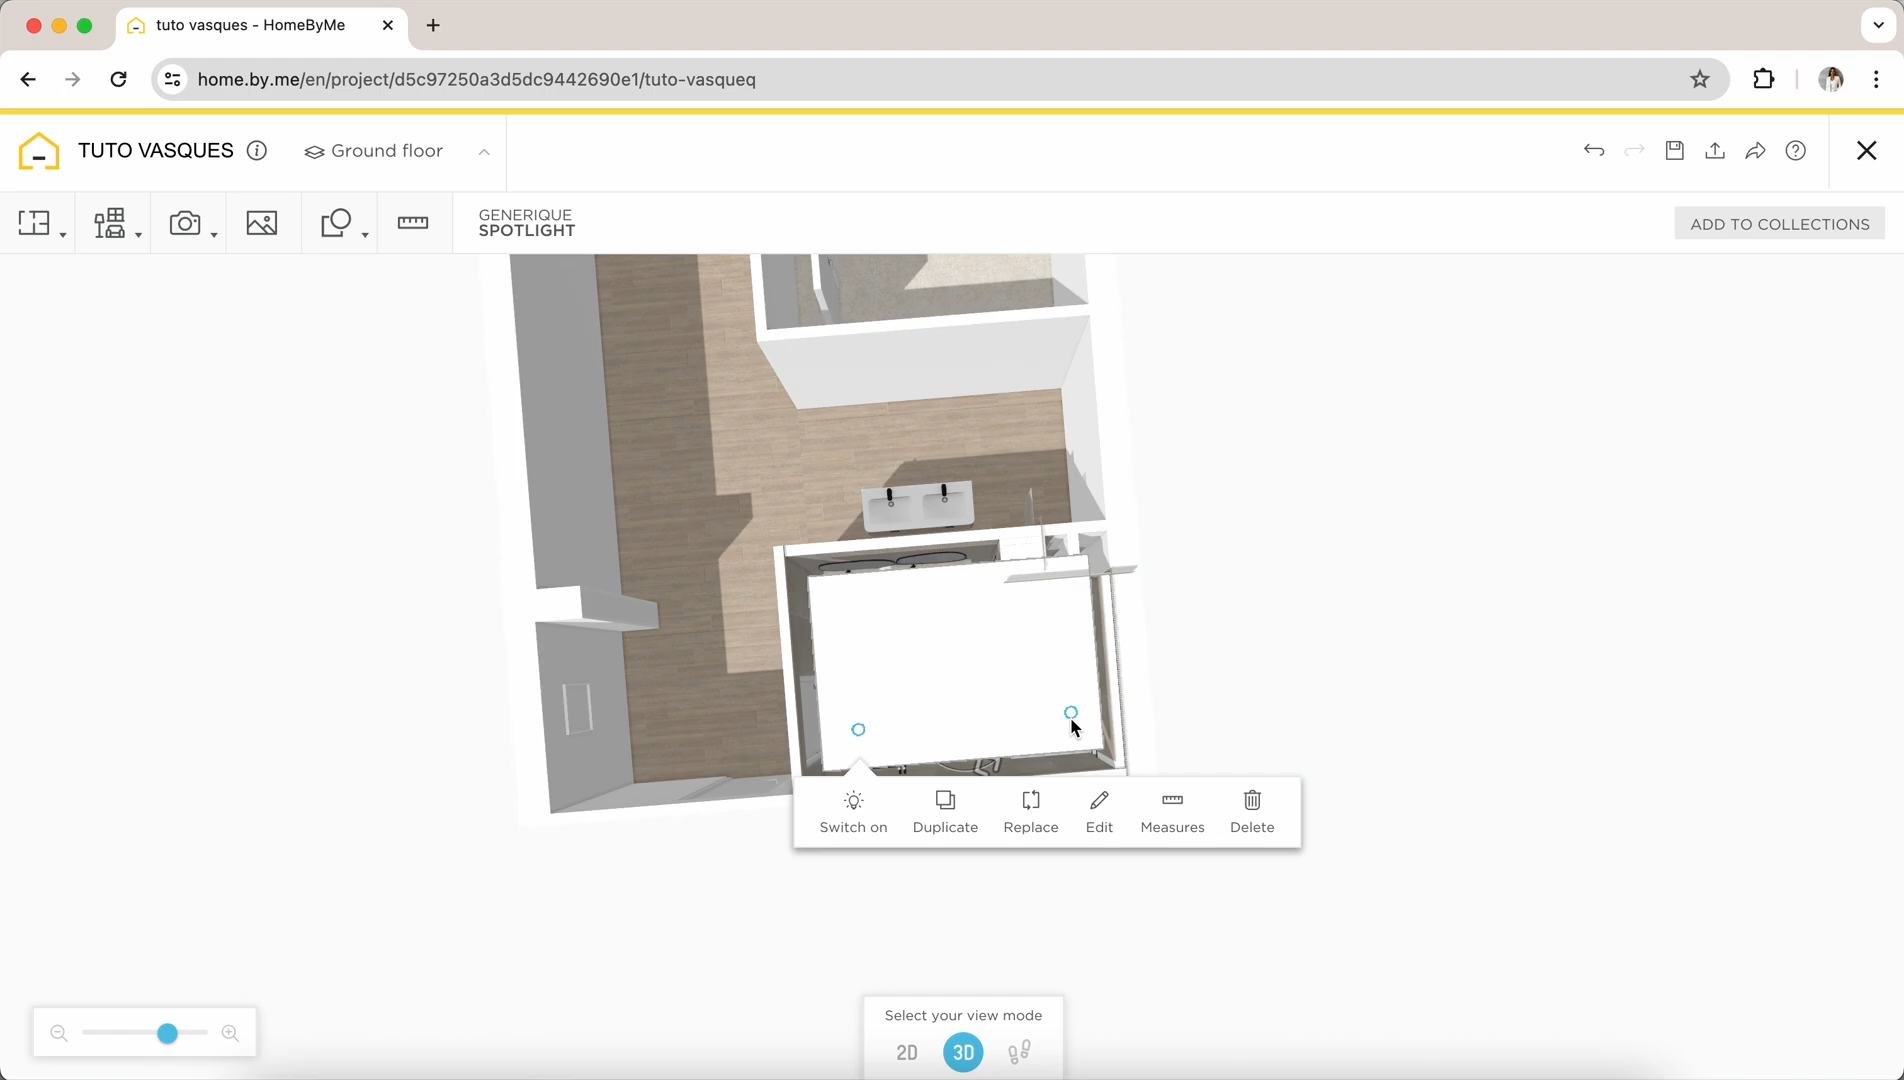 tuto vasques - HomeByMe
home.by.me/en/project/d5c97250a3d5dc9442690e1/tuto-vasqueq
TUTO VASQUES
Ground floor
GENERIQUE
SPOTLIGHT
ADD TO COLLECTIONS
Switch on
Duplicate
Replace
Edit
Measures
Delete
Select your view mode
2D
3D